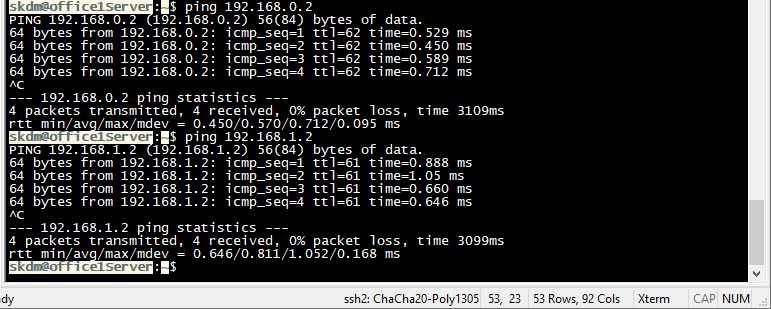 skdm@office1Server:~$ ping 192.168.0.2
PING 192.168.0.2 (192.168.0.2) 56(84) bytes of data.
64 bytes from 192.168.0.2: icmp_seq=1 ttl=62 time=0.529 ms
64 bytes from 192.168.0.2: icmp_seq=2 ttl=62 time=0.450 ms
64 bytes from 192.168.0.2: icmp_seq=3 ttl=62 time=0.589 ms
64 bytes from 192.168.0.2: icmp_seq=4 ttl=62 time=0.712 ms
^C
--- 192.168.0.2 ping statistics ---
4 packets transmitted, 4 received, 0% packet loss, time 3109ms
rtt min/avg/max/mdev = 0.450/0.570/0.712/0.095 ms
skdm@office1Server:~$ ping 192.168.1.2
PING 192.168.1.2 (192.168.1.2) 56(84) bytes of data.
64 bytes from 192.168.1.2: icmp_seq=1 ttl=61 time=0.888 ms
64 bytes from 192.168.1.2: icmp_seq=2 ttl=61 time=1.05 ms
64 bytes from 192.168.1.2: icmp_seq=3 ttl=61 time=0.660 ms
64 bytes from 192.168.1.2: icmp_seq=4 ttl=61 time=0.646 ms
^C
--- 192.168.1.2 ping statistics ---
4 packets transmitted, 4 received, 0% packet loss, time 3099ms
rtt min/avg/max/mdev = 0.646/0.811/1.052/0.168 ms
skdm@office1Server:~$
dy ssh2: ChaCha20-Poly1305 53, 23 53 Rows, 92 Cols Xterm CAP NUM